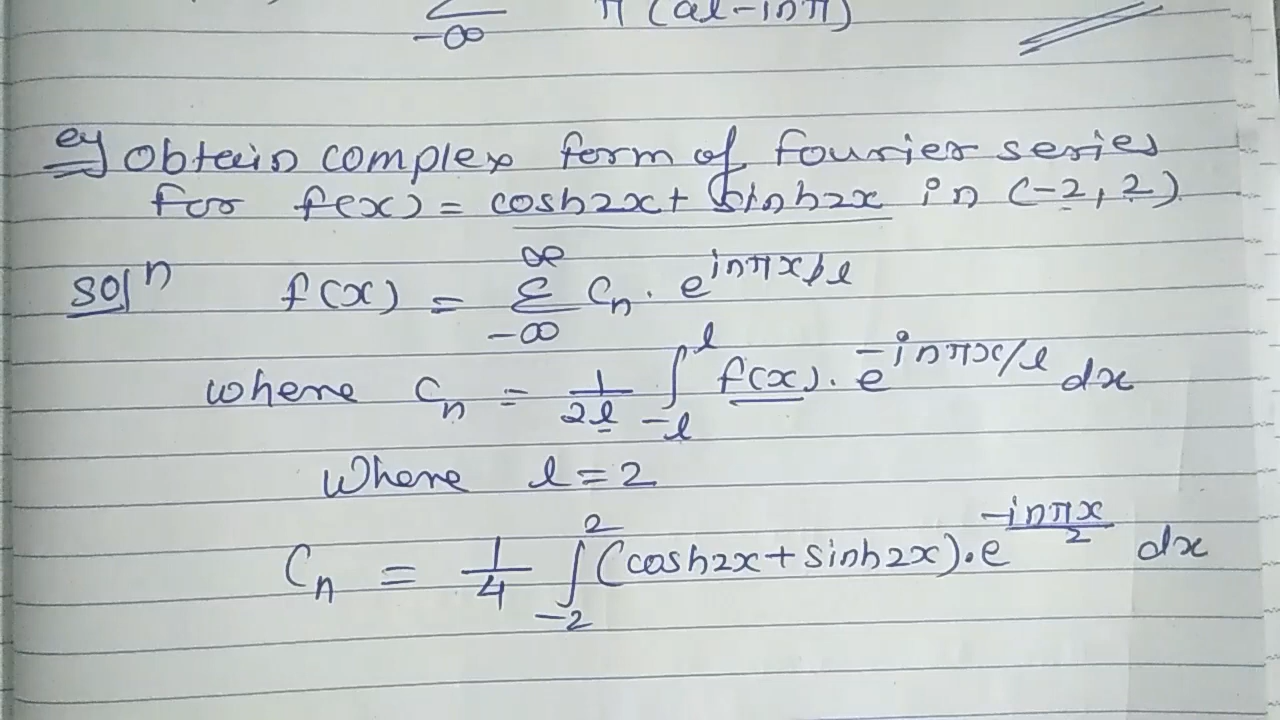 Σ π(al-inπ)
-∞
eg Obtain complex form of fourier series
for f(x) = cosh2x + sinh2x in (-2, 2)
solⁿ f(x) = Σ_{-∞}^{∞} Cₙ · e^{inπx/l}
where Cₙ = 1/2l ∫_{-l}^{l} f(x) · e^{-inπx/l} dx
Where l = 2
Cₙ = 1/4 ∫_{-2}^{2} (cosh2x + sinh2x) · e^{-inπx/2} dx